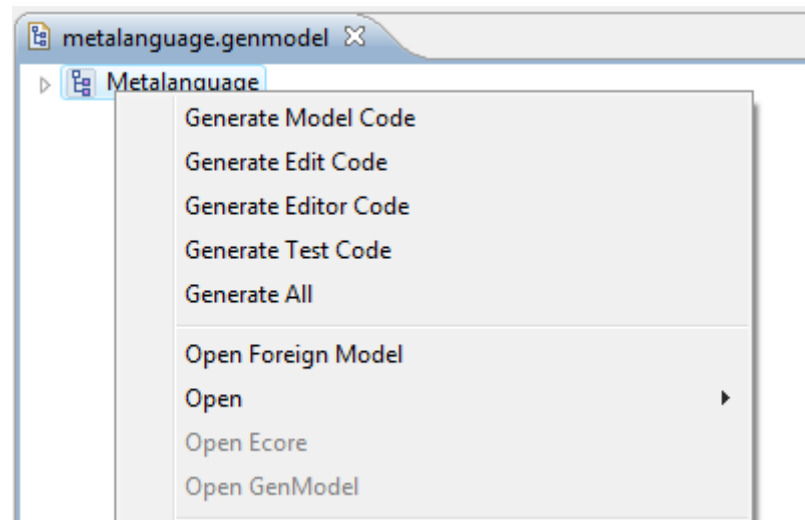 metalanguage.genmodel
Metalanguage
Generate Model Code
Generate Edit Code
Generate Editor Code
Generate Test Code
Generate All
Open Foreign Model
Open
Open Ecore
Open GenModel